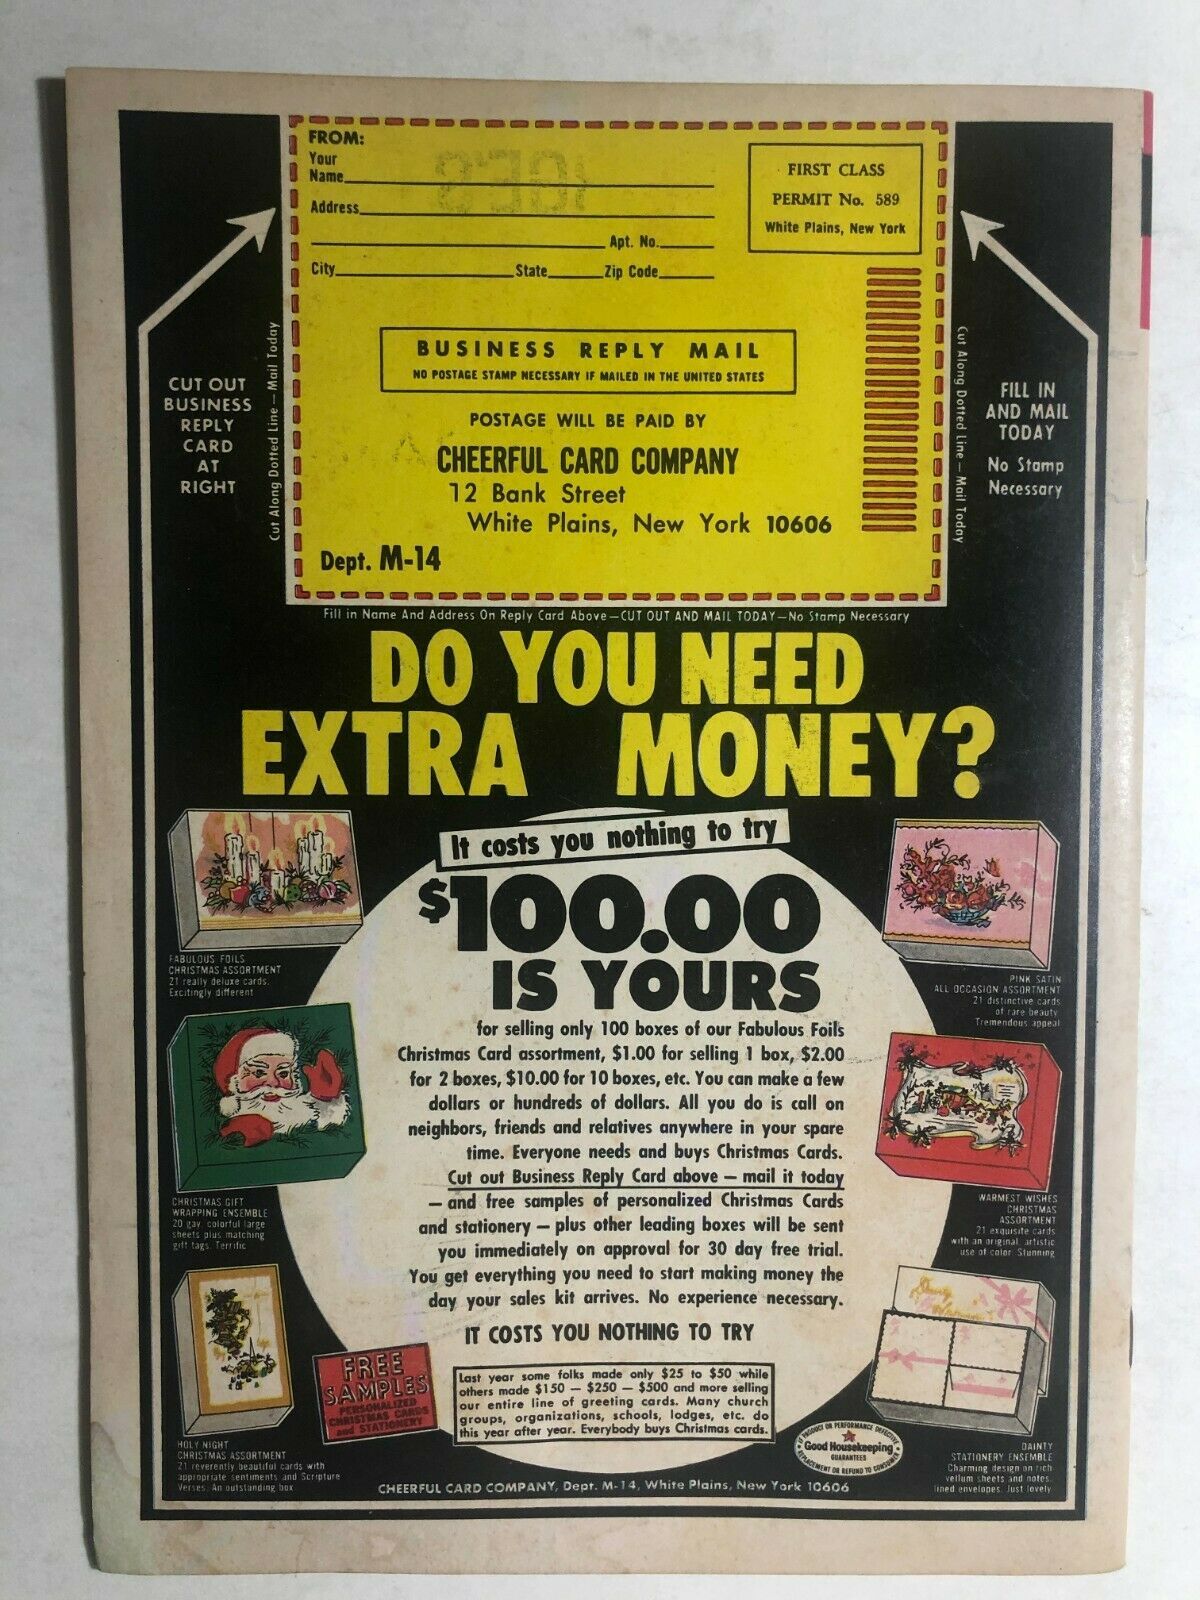 FROM:
Your
Name
Address
Apt. No.
City State Zip Code
FIRST CLASS
PERMIT No. 589
White Plains, New York
BUSINESS REPLY MAIL
NO POSTAGE STAMP NECESSARY IF MAILED IN THE UNITED STATES
POSTAGE WILL BE PAID BY
CHEERFUL CARD COMPANY
12 Bank Street
White Plains, New York 10606
Dept. M-14
CUT OUT
BUSINESS
REPLY
CARD
AT
RIGHT
Cut Along Dotted Line — Mail Today
Cut Along Dotted Line — Mail Today
FILL IN
AND MAIL
TODAY
No Stamp
Necessary
Fill in Name And Address On Reply Card Above — CUT OUT AND MAIL TODAY — No Stamp Necessary
DO YOU NEED
EXTRA MONEY?
It costs you nothing to try
$100.00
IS YOURS
for selling only 100 boxes of our Fabulous Foils
Christmas Card assortment, $1.00 for selling 1 box, $2.00
for 2 boxes, $10.00 for 10 boxes, etc. You can make a few
dollars or hundreds of dollars. All you do is call on
neighbors, friends and relatives anywhere in your spare
time. Everyone needs and buys Christmas Cards.
Cut out Business Reply Card above — mail it today
— and free samples of personalized Christmas Cards
and stationery — plus other leading boxes will be sent
you immediately on approval for 30 day free trial.
You get everything you need to start making money the
day your sales kit arrives. No experience necessary.
IT COSTS YOU NOTHING TO TRY
Last year some folks made only $25 to $50 while
others made $150 — $250 — $500 and more selling
our entire line of greeting cards. Many church
groups, organizations, schools, lodges, etc. do
this year after year. Everybody buys Christmas cards.
FABULOUS FOILS
CHRISTMAS ASSORTMENT
21 really deluxe cards.
Excitingly different
CHRISTMAS GIFT
WRAPPING ENSEMBLE
20 gay, colorful large
sheets plus matching
gift tags. Terrific
HOLY NIGHT
CHRISTMAS ASSORTMENT
21 reverently beautiful cards with
appropriate sentiments and Scripture
Verses. An outstanding box
FREE
SAMPLES
PERSONALIZED
CHRISTMAS CARDS
and STATIONERY
PINK SATIN
ALL OCCASION ASSORTMENT
21 distinctive cards
of rare beauty.
Tremendous appeal
WARMEST WISHES
CHRISTMAS
ASSORTMENT
21 exquisite cards
with an original, artistic
use of color. Stunning
DAINTY
STATIONERY ENSEMBLE
Charming design on rich
vellum sheets and notes,
lined envelopes. Just lovely
IF PRODUCT OR PERFORMANCE DEFECTIVE
Good Housekeeping
GUARANTEES
REPLACEMENT OR REFUND TO CONSUMER
CHEERFUL CARD COMPANY, Dept. M-14, White Plains, New York 10606